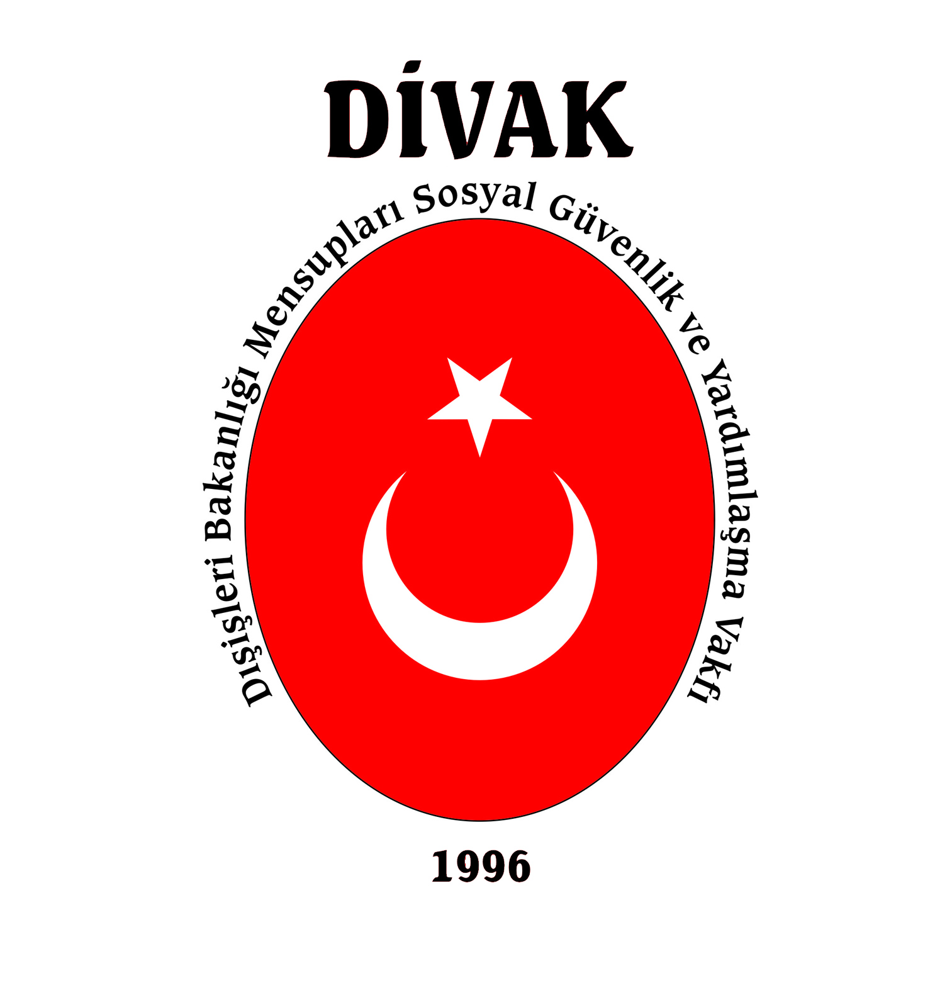 DİVAK
Dışişleri Bakanlığı Mensupları Sosyal Güvenlik ve Yardımlaşma Vakfı
1996